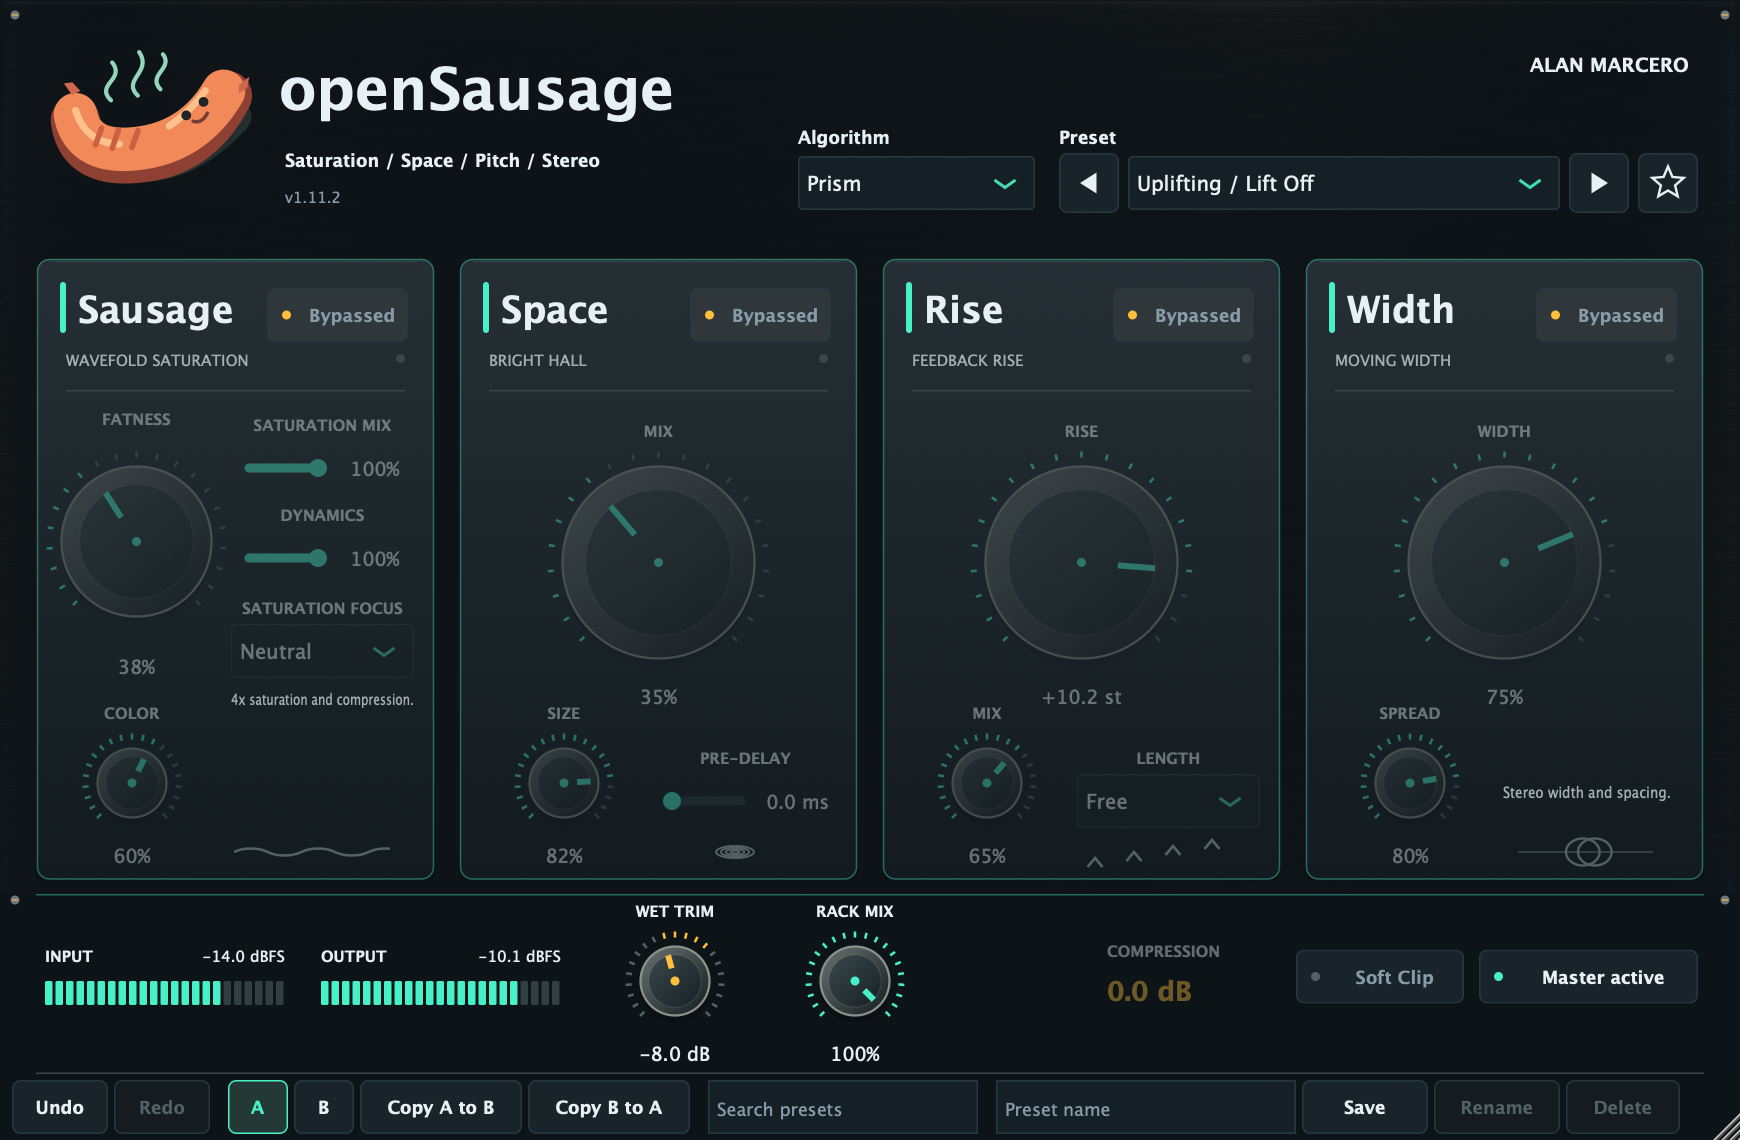 openSausage
ALAN MARCERO
Saturation / Space / Pitch / Stereo
v1.11.2
Algorithm
Prism
Preset
Uplifting / Lift Off
Sausage
Bypassed
WAVEFOLD SATURATION
FATNESS
38%
SATURATION MIX
100%
DYNAMICS
100%
SATURATION FOCUS
Neutral
4x saturation and compression.
COLOR
60%
Space
Bypassed
BRIGHT HALL
MIX
35%
SIZE
82%
PRE-DELAY
0.0 ms
Rise
Bypassed
FEEDBACK RISE
RISE
+10.2 st
MIX
65%
LENGTH
Free
Width
Bypassed
MOVING WIDTH
WIDTH
75%
SPREAD
80%
Stereo width and spacing.
INPUT
-14.0 dBFS
OUTPUT
-10.1 dBFS
WET TRIM
-8.0 dB
RACK MIX
100%
COMPRESSION
0.0 dB
Soft Clip
Master active
Undo
Redo
A
B
Copy A to B
Copy B to A
Search presets
Preset name
Save
Rename
Delete